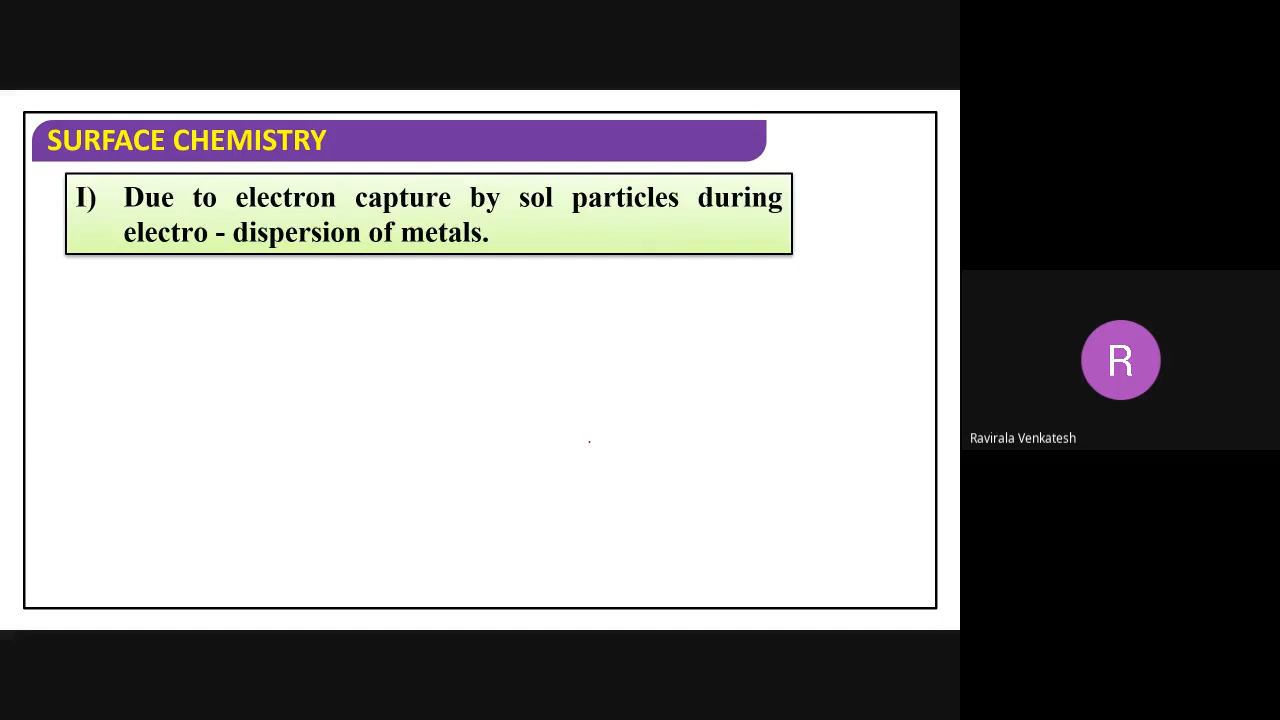 SURFACE CHEMISTRY
I) Due to electron capture by sol particles during
electro - dispersion of metals.
R
Ravirala Venkatesh